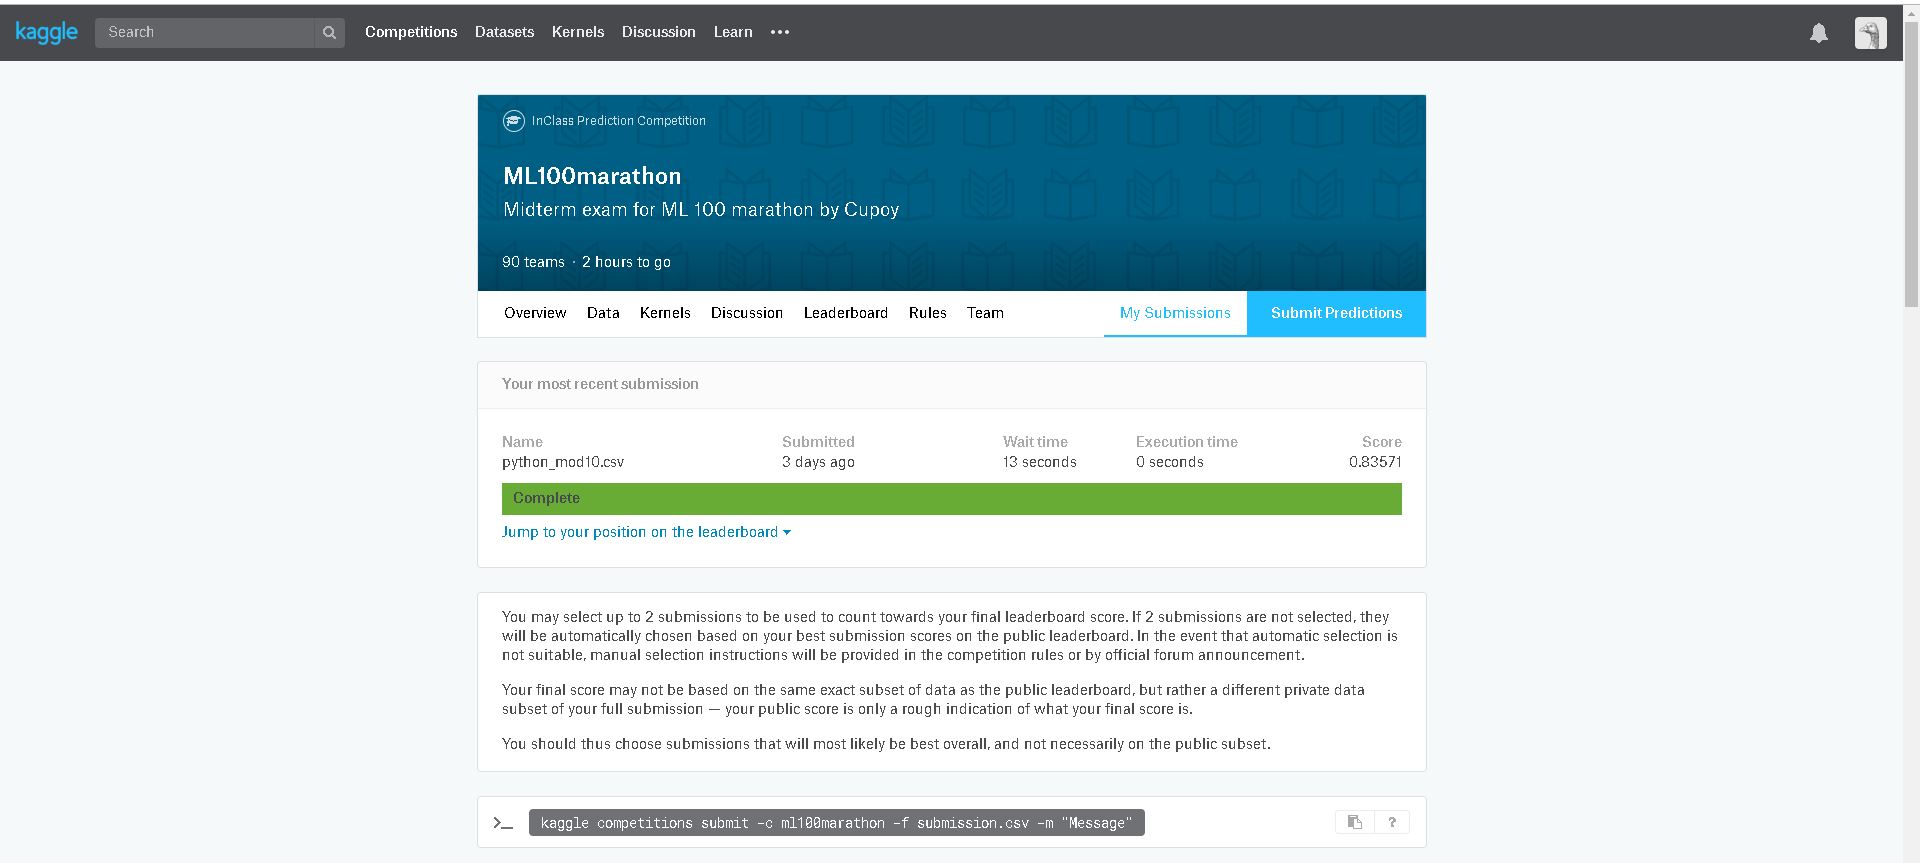 kaggle Search Competitions Datasets Kernels Discussion Learn •••
InClass Prediction Competition
ML100marathon
Midterm exam for ML 100 marathon by Cupoy
90 teams · 2 hours to go
Overview Data Kernels Discussion Leaderboard Rules Team My Submissions Submit Predictions
Your most recent submission
Name Submitted Wait time Execution time Score
python_mod10.csv 3 days ago 13 seconds 0 seconds 0.83571
Complete
Jump to your position on the leaderboard
You may select up to 2 submissions to be used to count towards your final leaderboard score. If 2 submissions are not selected, they
will be automatically chosen based on your best submission scores on the public leaderboard. In the event that automatic selection is
not suitable, manual selection instructions will be provided in the competition rules or by official forum announcement.
Your final score may not be based on the same exact subset of data as the public leaderboard, but rather a different private data
subset of your full submission — your public score is only a rough indication of what your final score is.
You should thus choose submissions that will most likely be best overall, and not necessarily on the public subset.
>_ kaggle competitions submit -c ml100marathon -f submission.csv -m "Message" ?